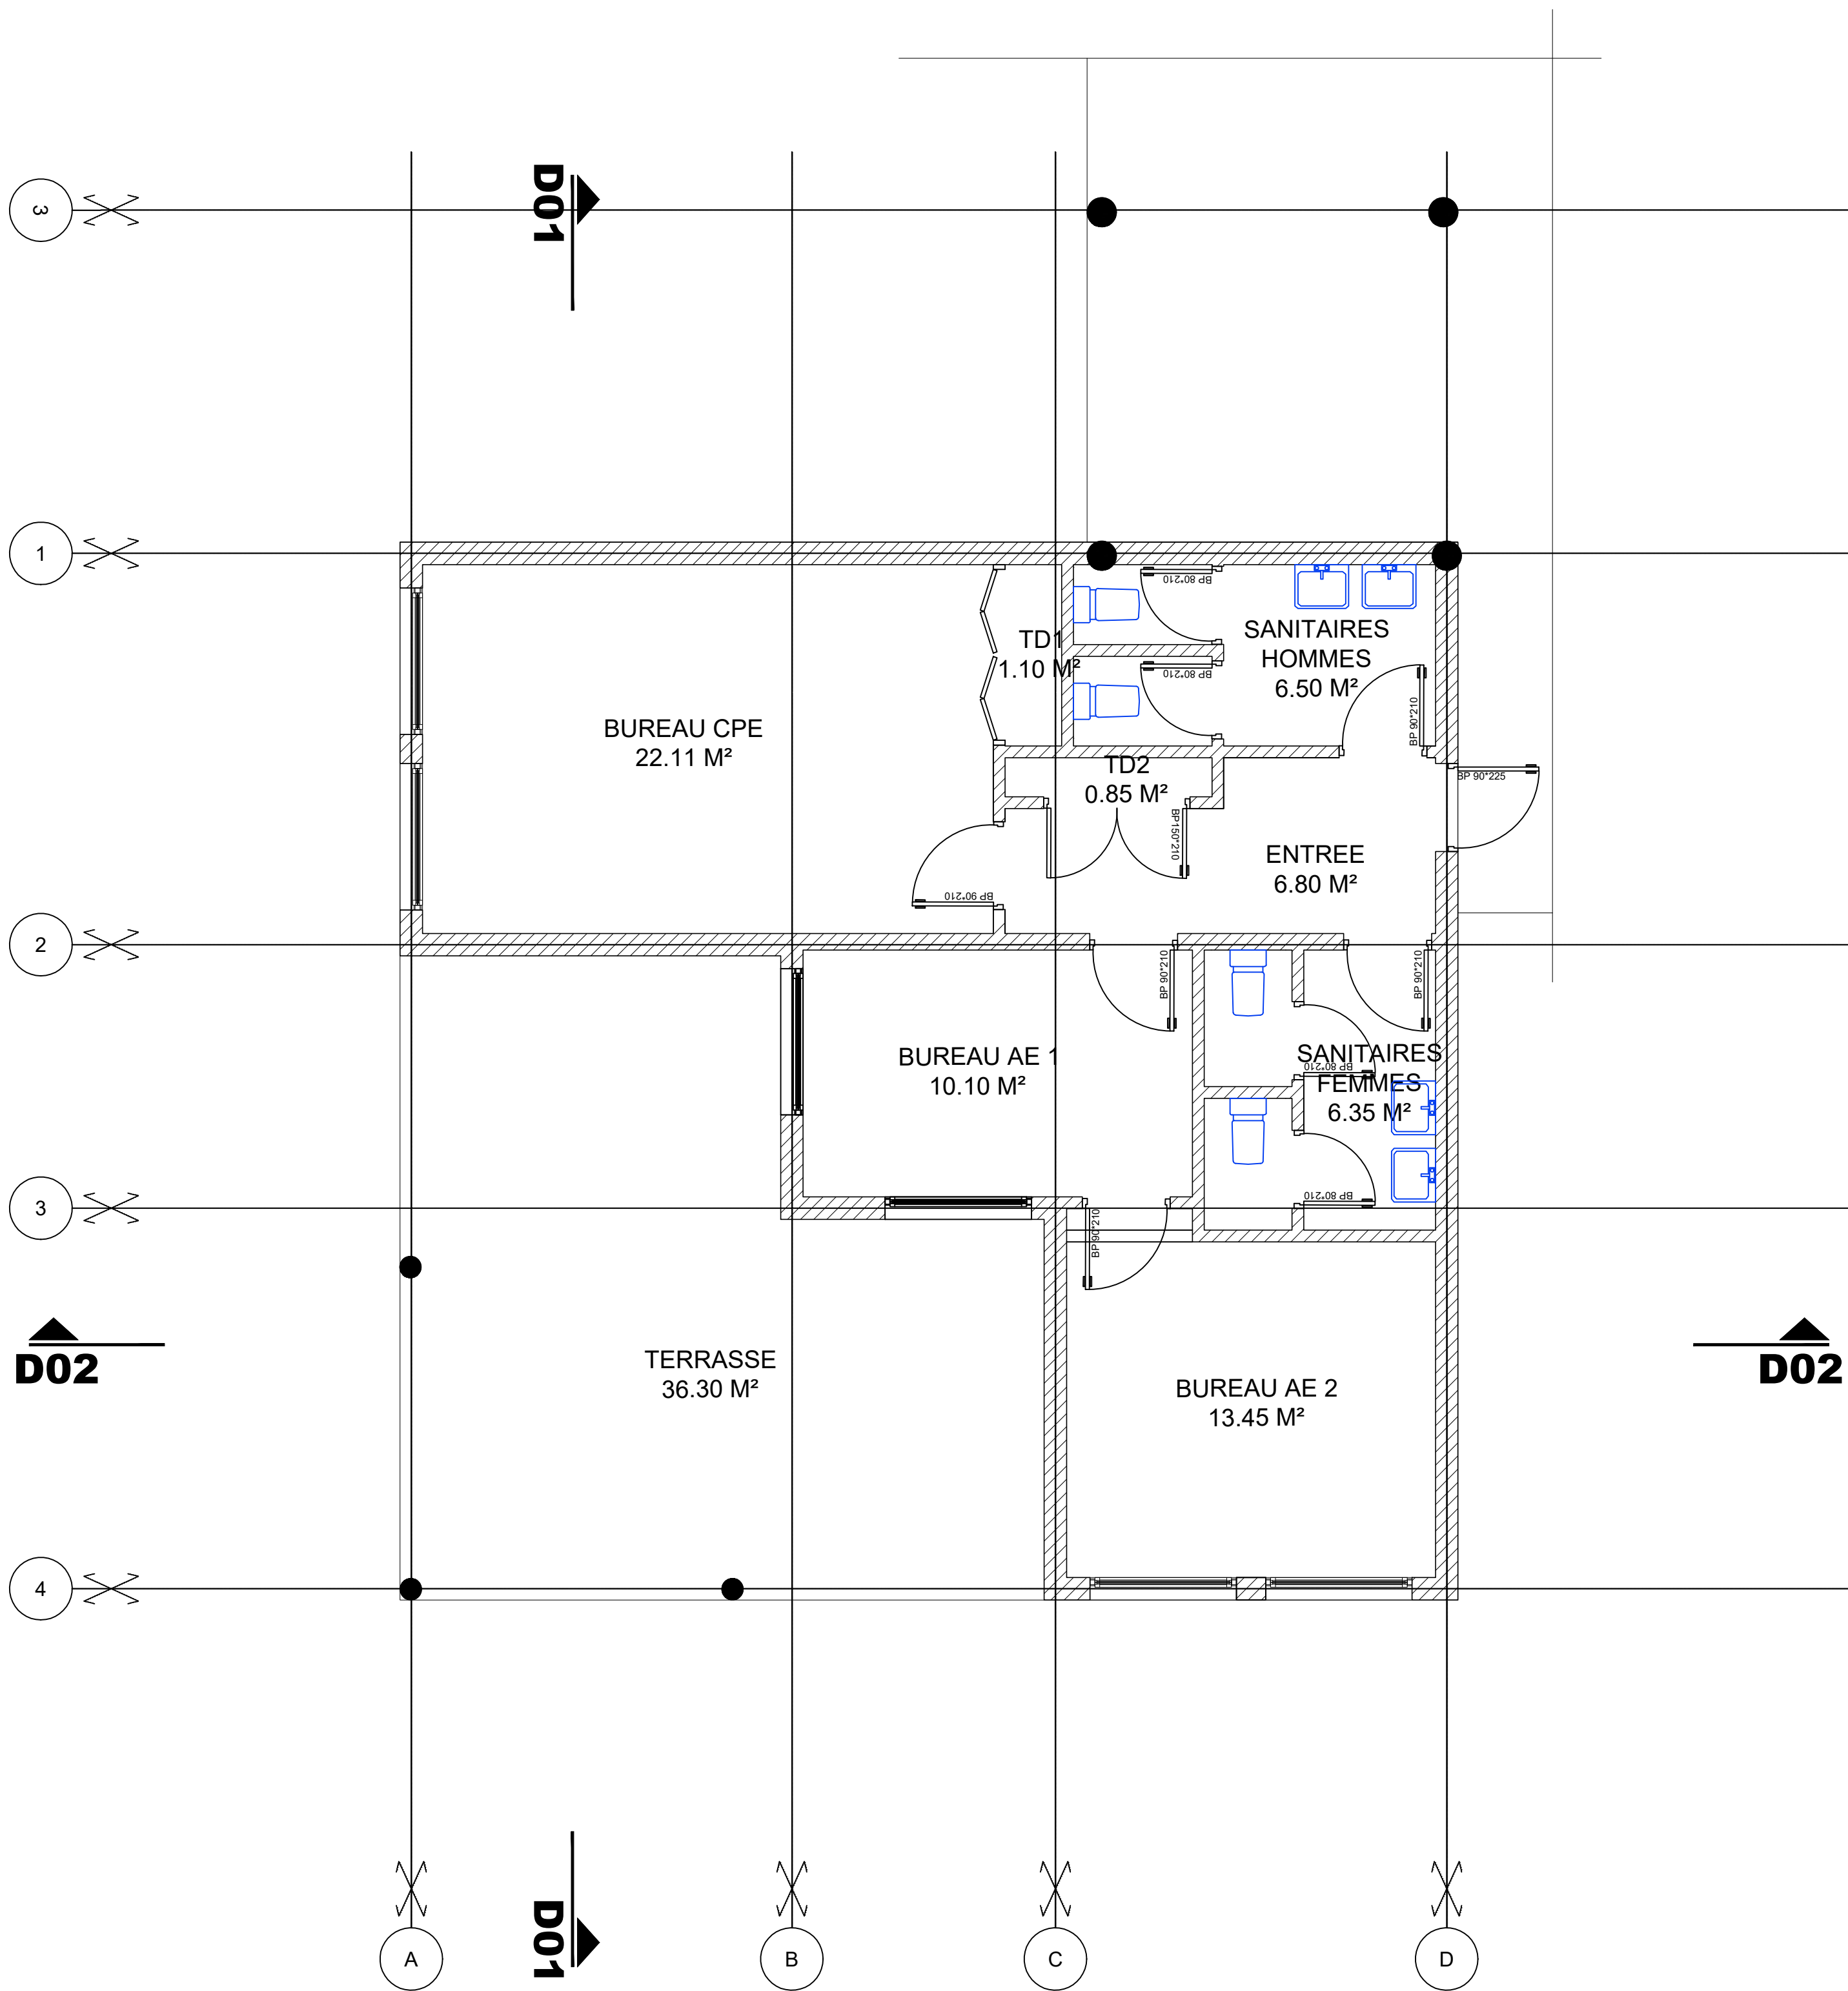 D01
3
1
BP 80*210
SANITAIRES
HOMMES
6.50 M²
TD1
1.10 M²
BP 80*210
BP 90*210
BUREAU CPE
22.11 M²
TD2
0.85 M²
BP 90*225
BP150*210
ENTREE
6.80 M²
BP 90*210
2
BP 90*210
BP 90*210
BUREAU AE 1
10.10 M²
SANITAIRES
BP 80*210
FEMMES
6.35 M²
BP 80*210
3
BP 90*210
D02
D02
TERRASSE
36.30 M²
BUREAU AE 2
13.45 M²
4
D01
A
B
C
D